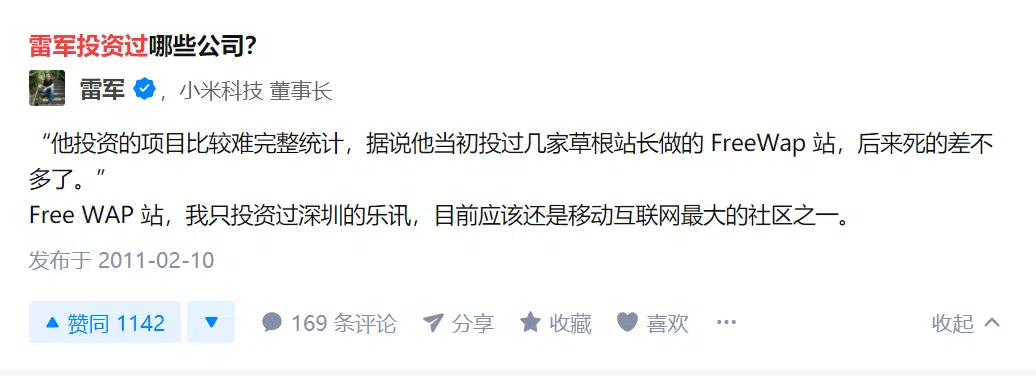 雷军投资过哪些公司？
雷军 ，小米科技 董事长
“他投资的项目比较难完整统计，据说他当初投过几家草根站长做的 FreeWap 站，后来死的差不
多了。”
Free WAP 站，我只投资过深圳的乐讯，目前应该还是移动互联网最大的社区之一。
发布于 2011-02-10
赞同 1142 169 条评论 分享 收藏 喜欢 ··· 收起